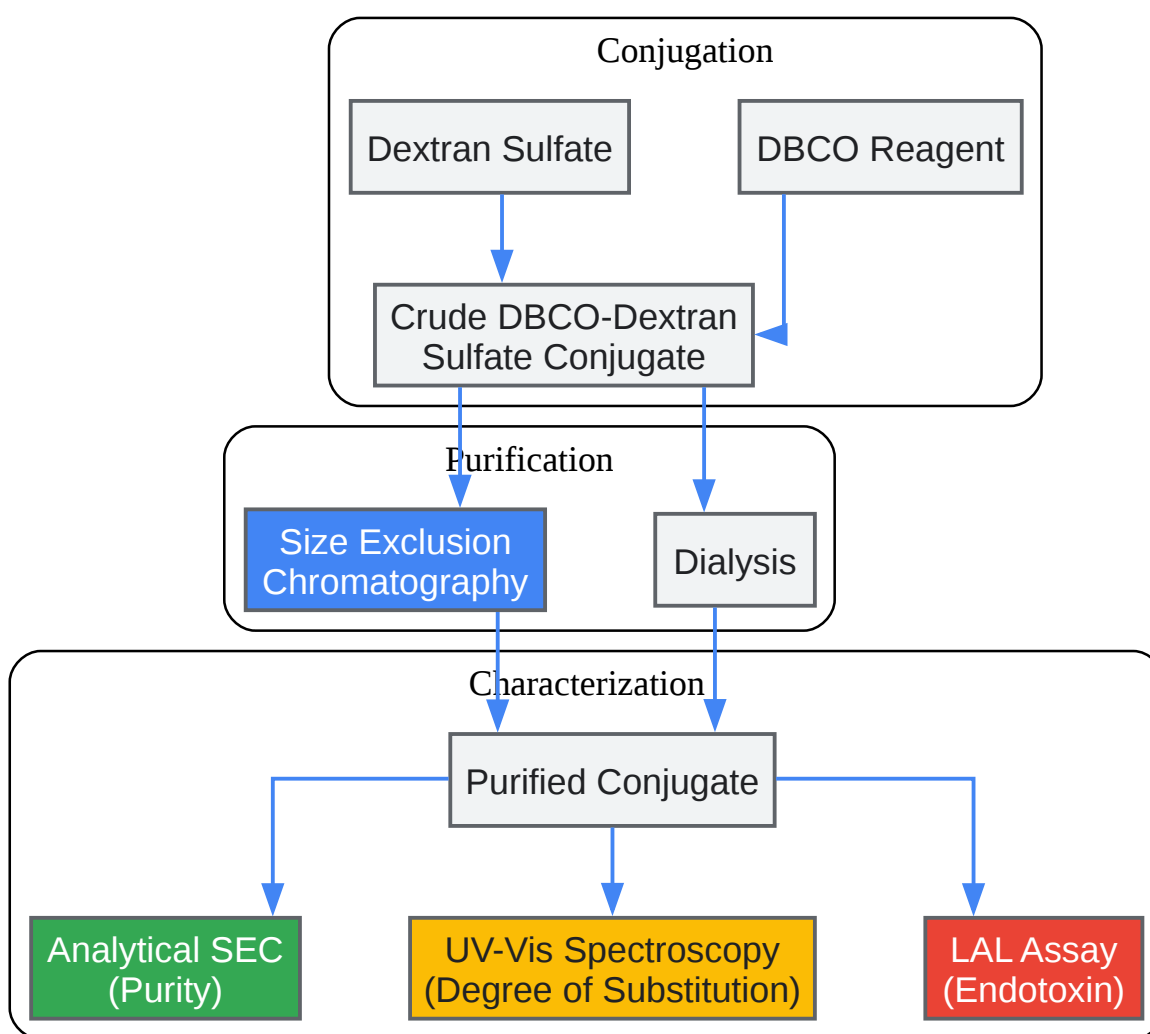 Conjugation
Dextran Sulfate
DBCO Reagent
Crude DBCO-Dextran
Sulfate Conjugate
Purification
Size Exclusion
Chromatography
Dialysis
Characterization
Purified Conjugate
Analytical SEC
(Purity)
UV-Vis Spectroscopy
(Degree of Substitution)
LAL Assay
(Endotoxin)